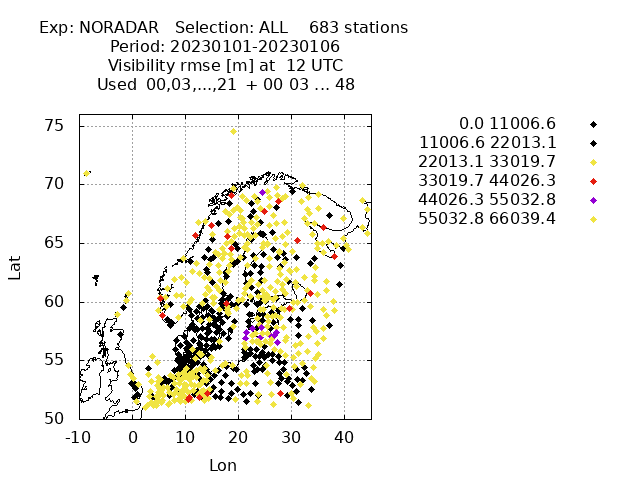 Exp: NORADAR Selection: ALL 683 stations
Period: 20230101-20230106
Visibility rmse [m] at 12 UTC
Used 00,03,...,21 + 00 03 ... 48
0.0 11006.6
11006.6 22013.1
22013.1 33019.7
33019.7 44026.3
44026.3 55032.8
55032.8 66039.4
75
70
65
60
55
50
Lat
-10 0 10 20 30 40
Lon